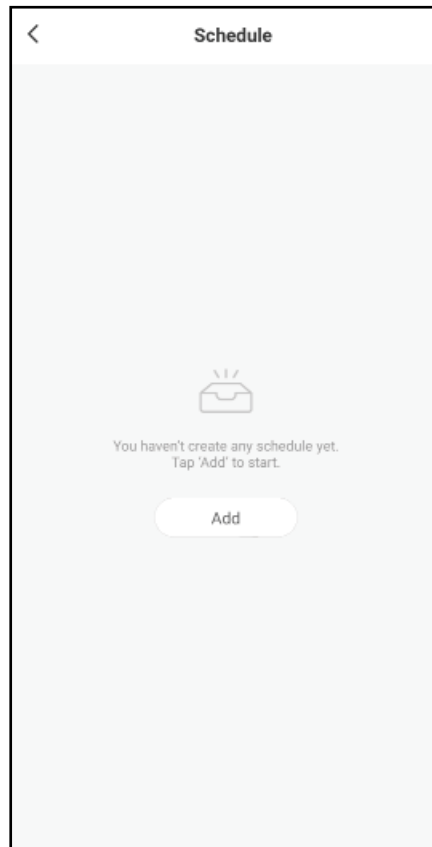 Schedule
You haven't create any schedule yet.
Tap 'Add' to start.
Add